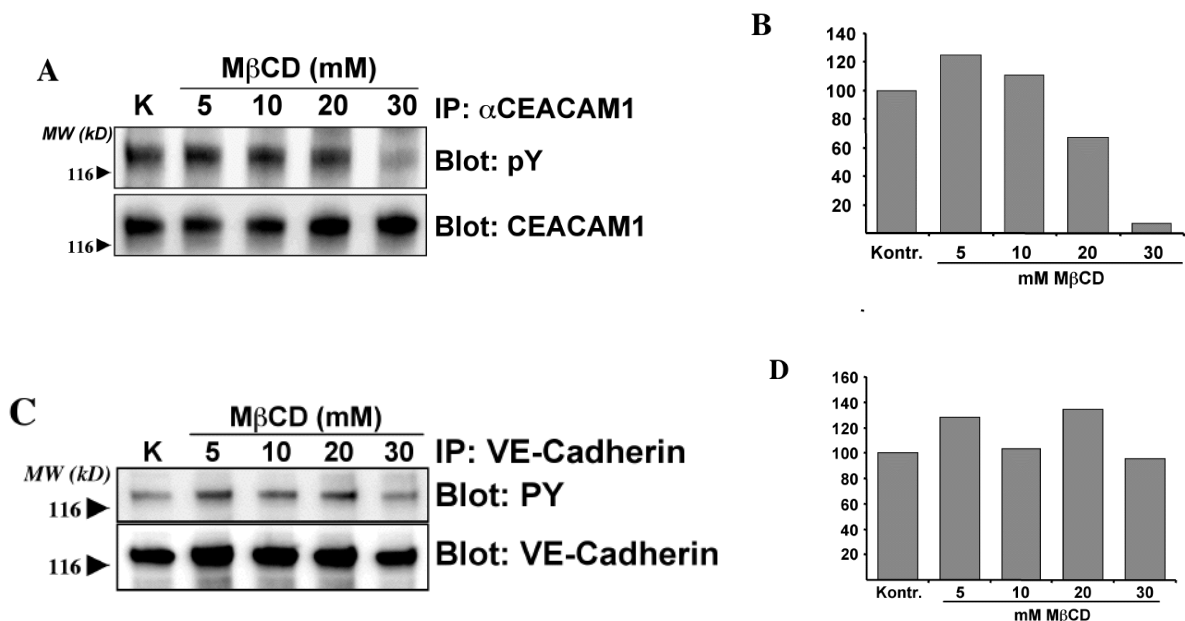 A
MβCD (mM)
K 5 10 20 30 IP: αCEACAM1
MW (kD)
116 Blot: pY
116 Blot: CEACAM1
B
140
120
100
80
60
40
20
Kontr. 5 10 20 30
mM MβCD
C
MβCD (mM)
K 5 10 20 30 IP: VE-Cadherin
MW (kD)
116 Blot: PY
116 Blot: VE-Cadherin
D
160
140
120
100
80
60
40
20
Kontr. 5 10 20 30
mM MβCD